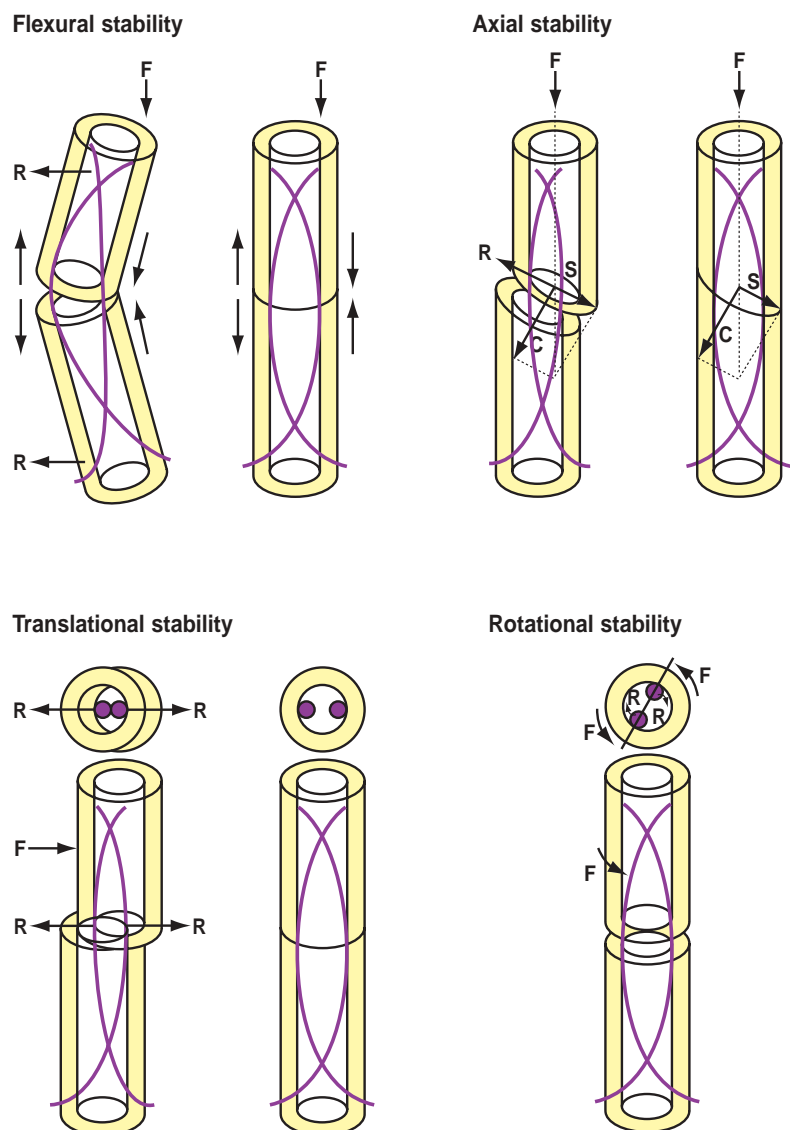 Flexural stability
Axial stability
F
F
F
F
R
R
S
C
S
C
R
Translational stability
Rotational stability
R
R
F
R
R
F
F
F
R
R